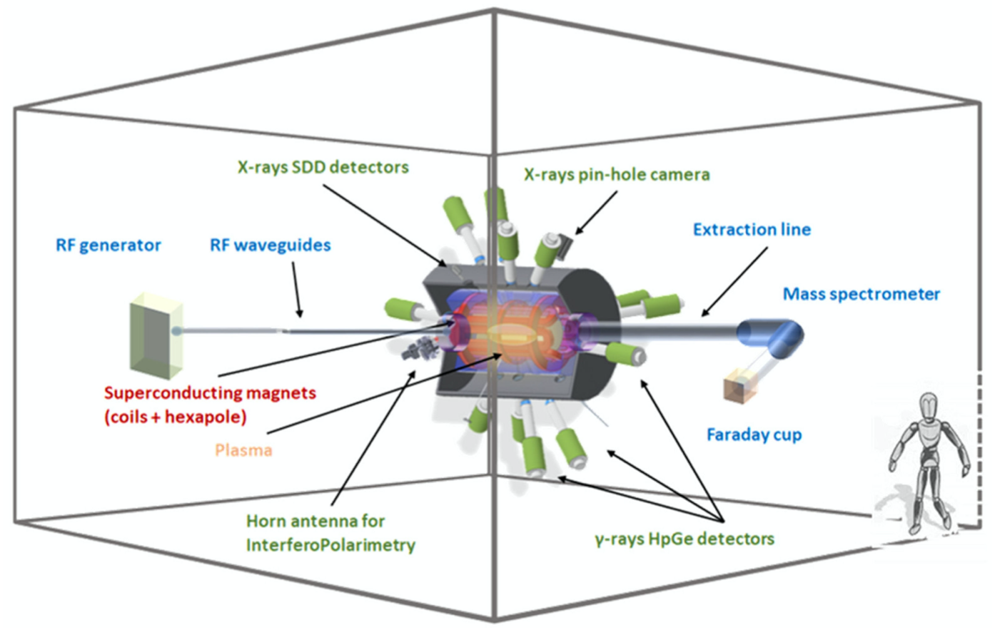 X-rays SDD detectors
X-rays pin-hole camera
RF generator
RF waveguides
Extraction line
Mass spectrometer
Superconducting magnets
(coils + hexapole)
Plasma
Faraday cup
Horn antenna for
InterferoPolarimetry
γ-rays HpGe detectors